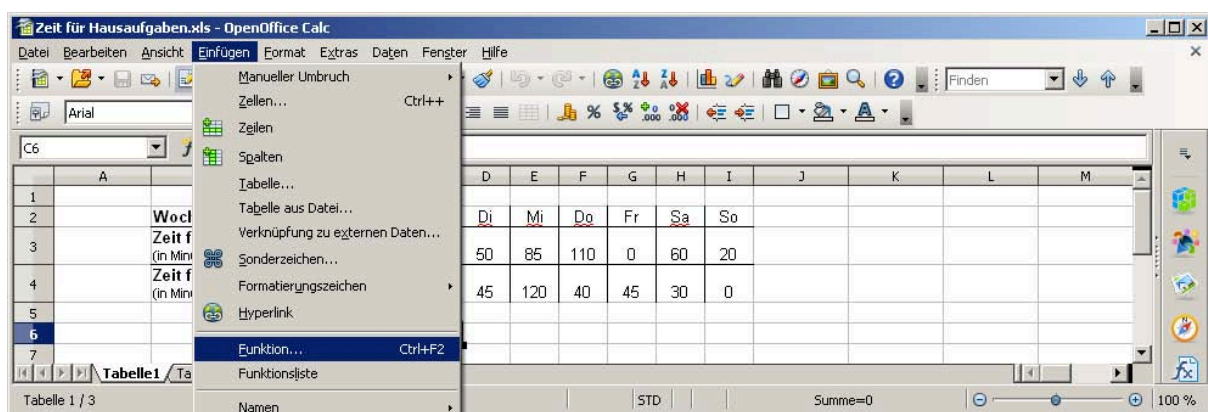 Zeit für Hausaufgaben.xls - OpenOffice Calc
Datei Bearbeiten Ansicht Einfügen Format Extras Daten Fenster Hilfe
Finden
Arial
C6
Manueller Umbruch
Zellen... Ctrl++
Zeilen
Spalten
Tabelle...
Tabelle aus Datei...
Verknüpfung zu externen Daten...
Sonderzeichen...
Formatierungszeichen
Hyperlink
Funktion... Ctrl+F2
Funktionsliste
Namen
A D E F G H I J K L M
1
2 Woch Di Mi Do Fr Sa So
3 Zeit f
(in Min 50 85 110 0 60 20
4 Zeit f
(in Min 45 120 40 45 30 0
5
6
7
Tabelle1 Ta
Tabelle 1 / 3 STD Summe=0 100 %